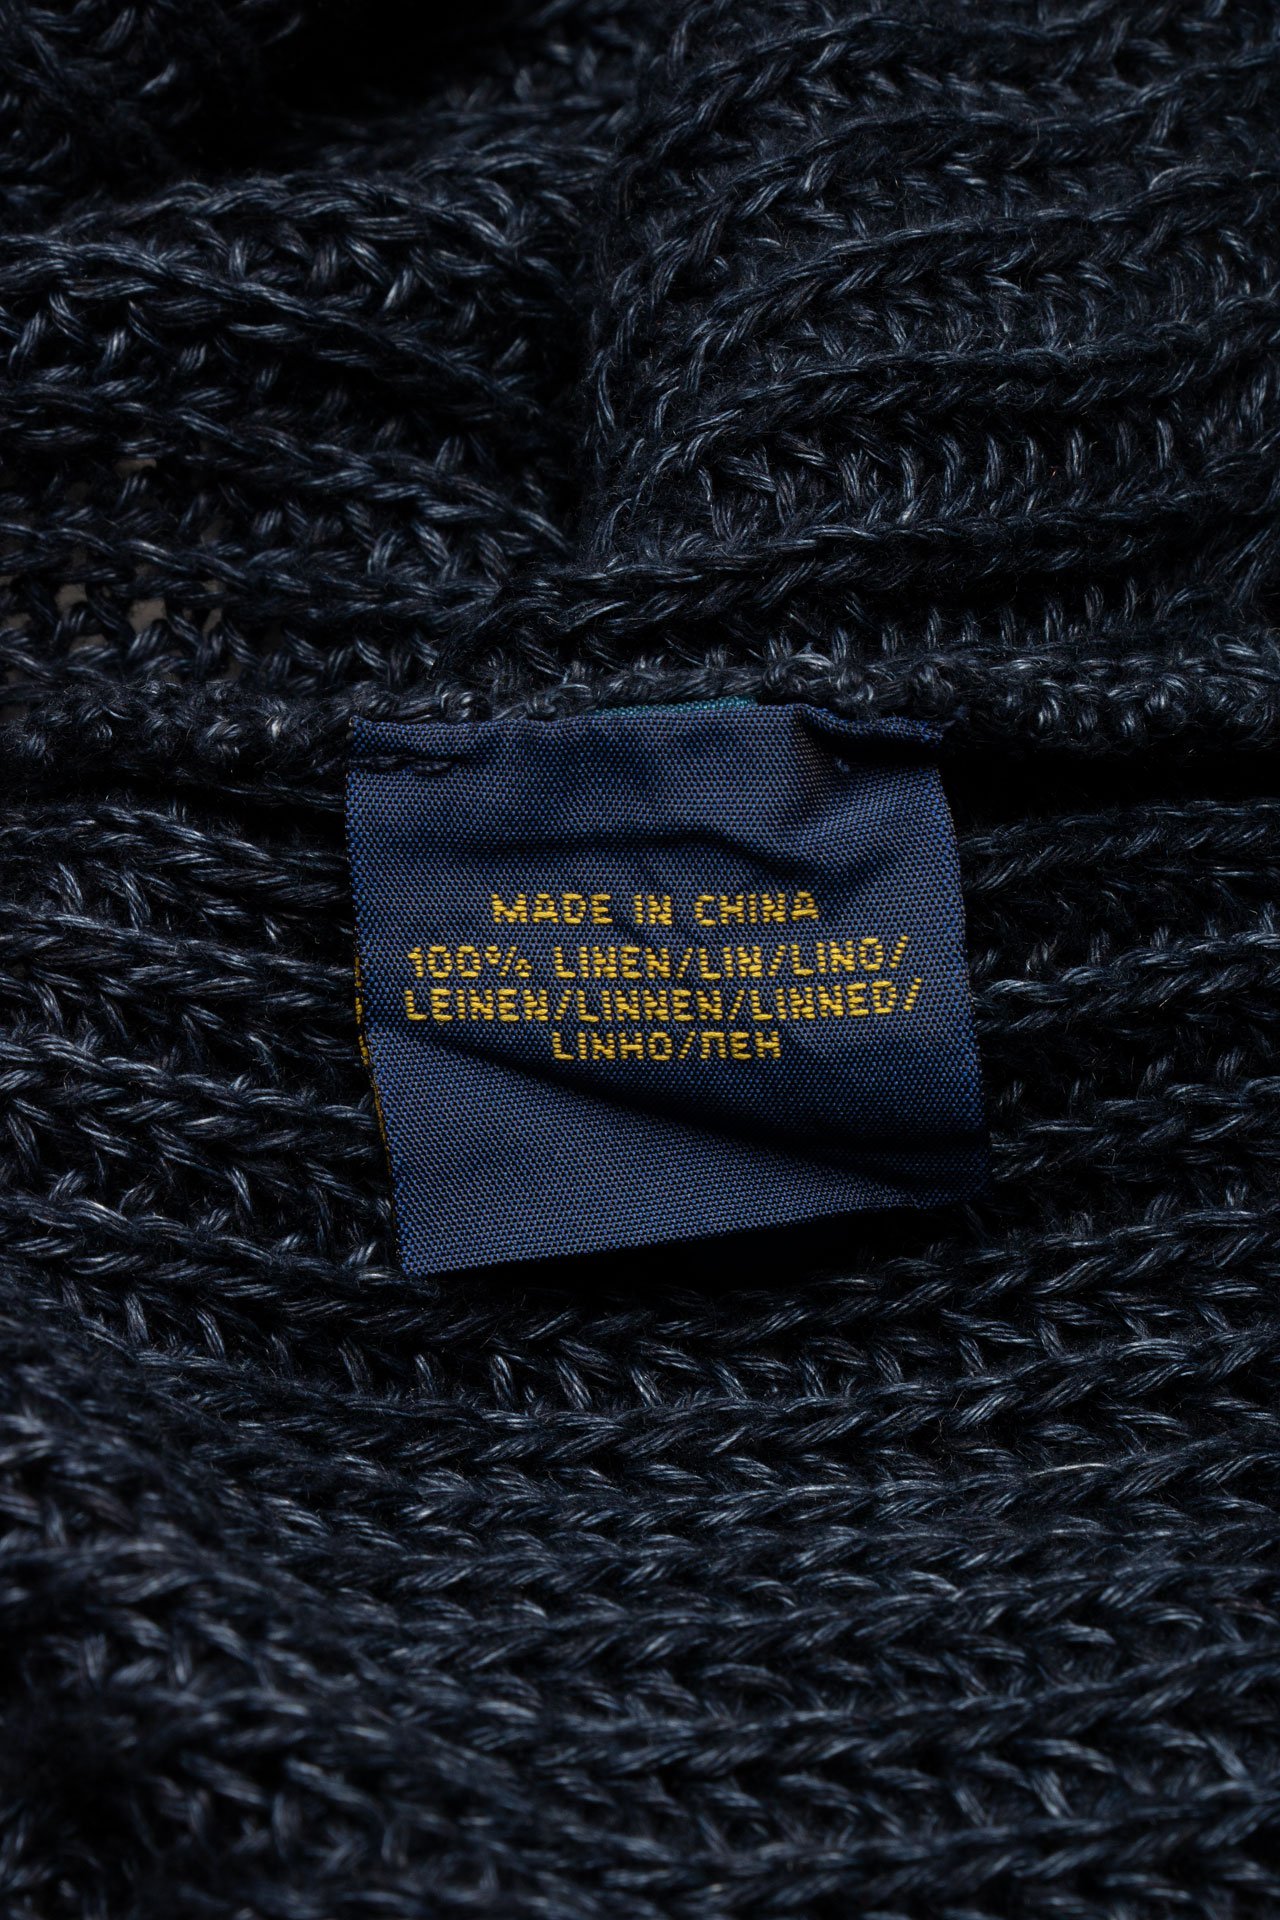 MADE IN CHINA
100% LINEN/LIN/LINO/
LEINEN/LINNEN/LINNED/
LINHO/ЛЕН